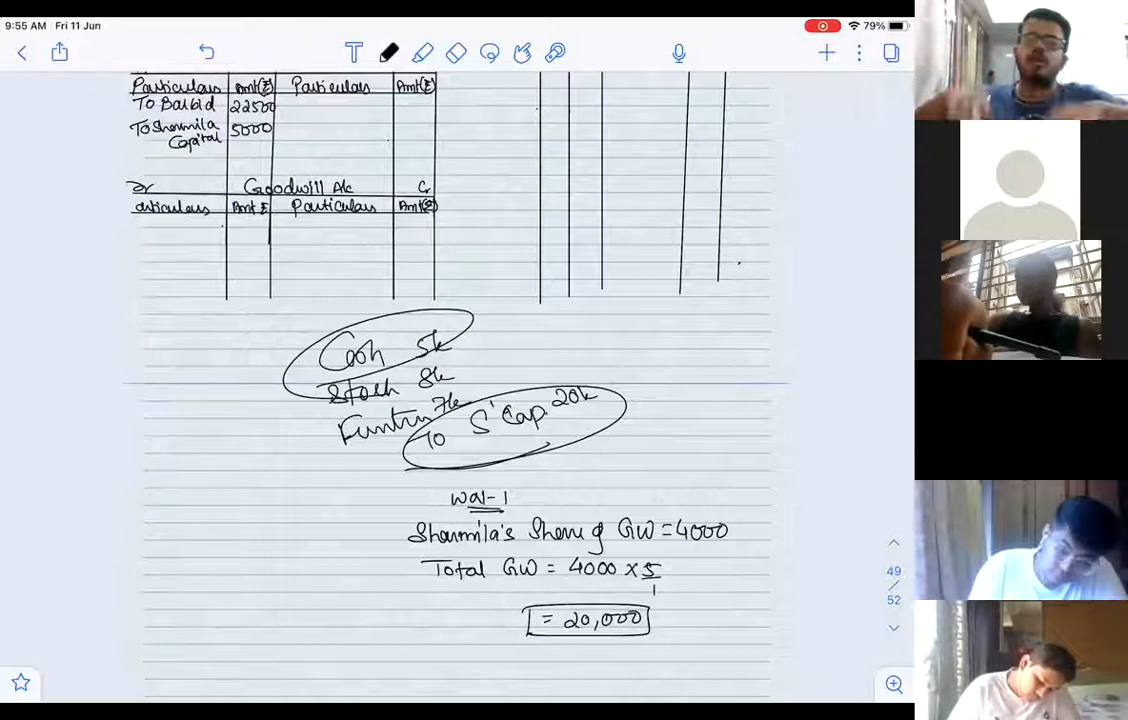 9:55 AM Fri 11 Jun
79%
Particulars Amt(₹) Particulars Amt(₹)
To Bal b/d 22500
To Sharmila Capital 5000
Dr Goodwill A/c Cr
articulars Amt ₹ Particulars Amt(₹)
Cash 5k
Stock 8k
7k
To S' Cap. 20k
WN-1
Sharmila's Share of GW = 4000
Total GW = 4000 × 5/1
= 20,000
49
/
52